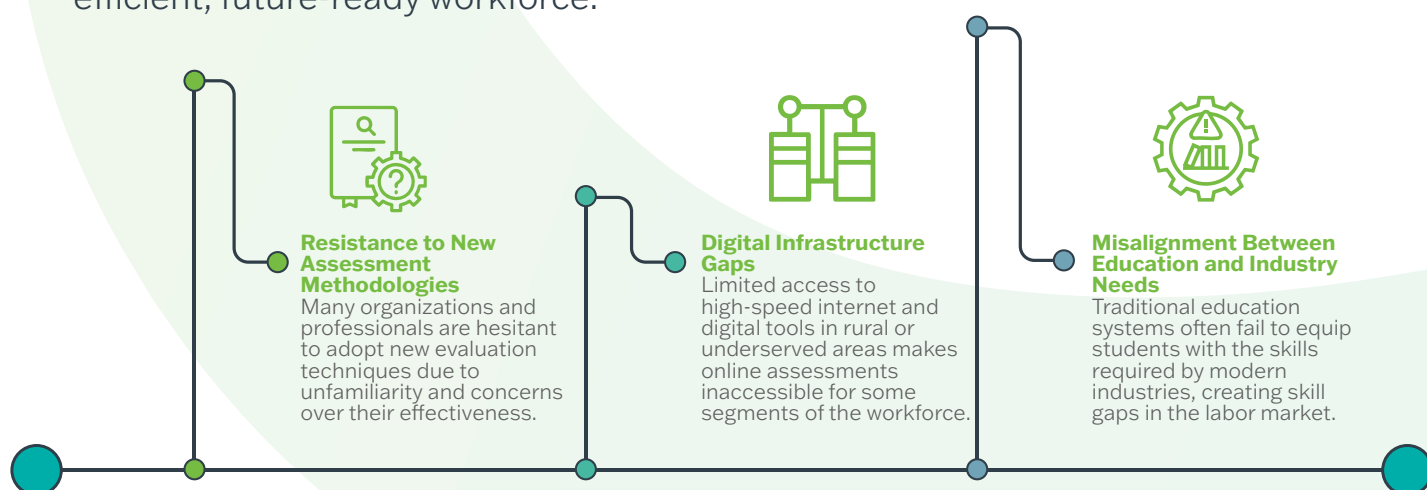 efficient, future-ready workforce.
Resistance to New
Assessment
Methodologies
Many organizations and
professionals are hesitant
to adopt new evaluation
techniques due to
unfamiliarity and concerns
over their effectiveness.
Digital Infrastructure
Gaps
Limited access to
high-speed internet and
digital tools in rural or
underserved areas makes
online assessments
inaccessible for some
segments of the workforce.
Misalignment Between
Education and Industry
Needs
Traditional education
systems often fail to equip
students with the skills
required by modern
industries, creating skill
gaps in the labor market.